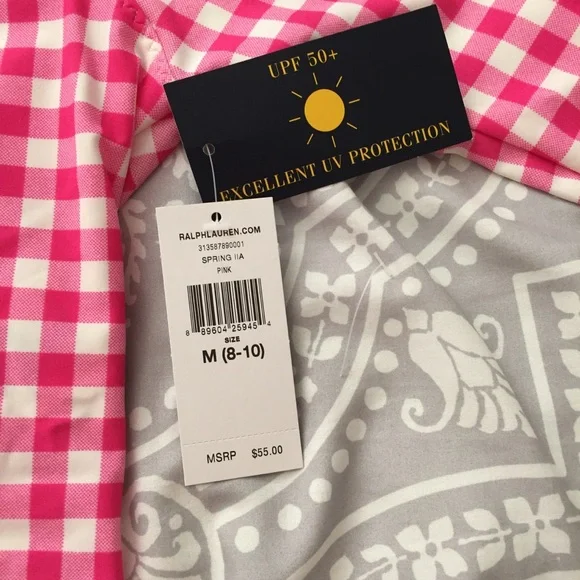 UPF 50+
EXCELLENT UV PROTECTION
RALPHLAUREN.COM
313587890001
SPRING IIA
PINK
8 89604 25945 4
SIZE
M (8-10)
MSRP $55.00